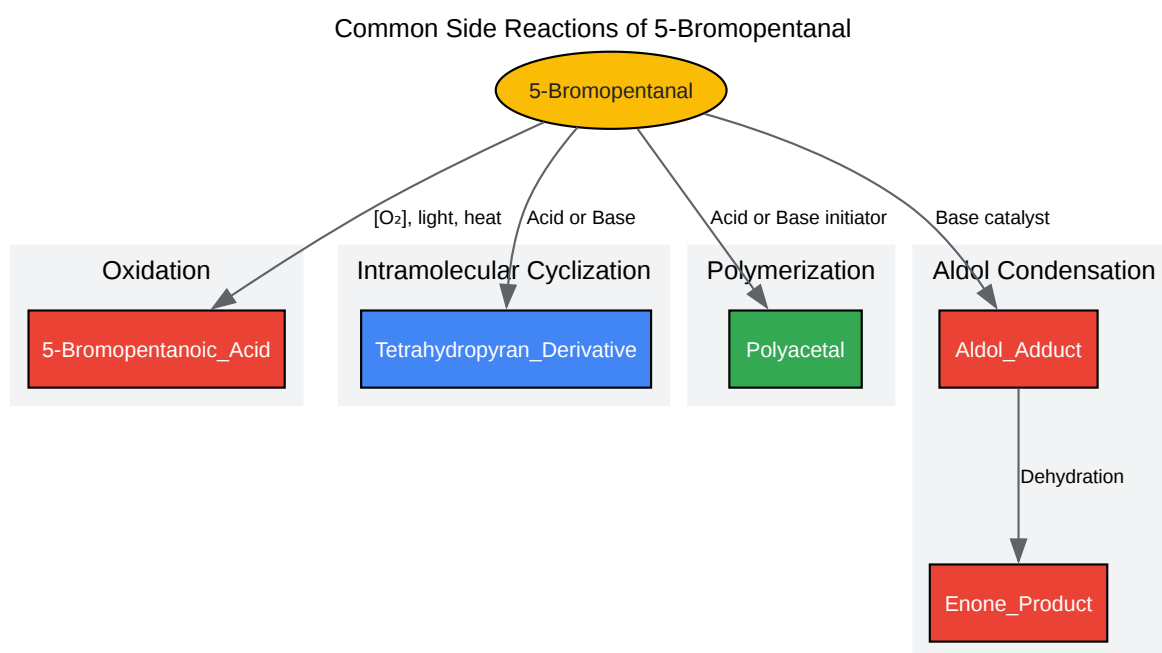 Common Side Reactions of 5-Bromopentanal
5-Bromopentanal
[O₂], light, heat
Acid or Base
Acid or Base initiator
Base catalyst
Oxidation
Intramolecular Cyclization
Polymerization
Aldol Condensation
5-Bromopentanoic_Acid
Tetrahydropyran_Derivative
Polyacetal
Aldol_Adduct
Dehydration
Enone_Product